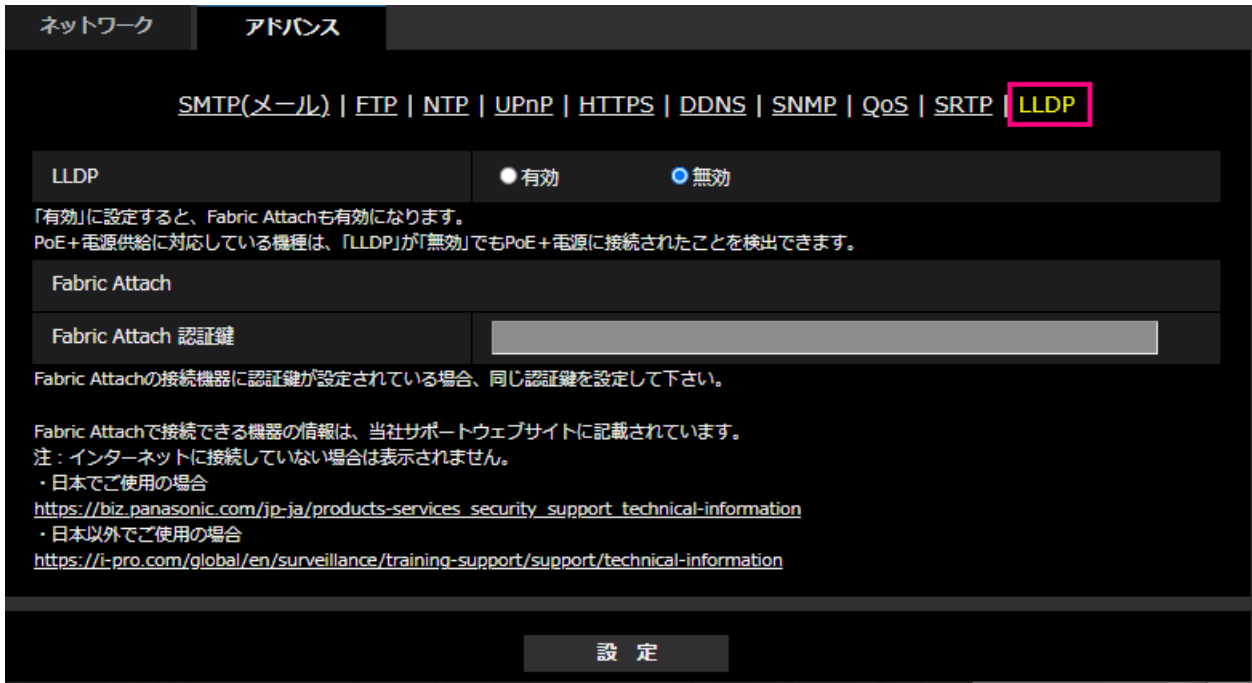 ネットワーク アドバンス
SMTP(メール) | FTP | NTP | UPnP | HTTPS | DDNS | SNMP | QoS | SRTP | LLDP
LLDP 有効 無効
「有効」に設定すると、Fabric Attachも有効になります。
PoE+電源供給に対応している機種は、「LLDP」が「無効」でもPoE+電源に接続されたことを検出できます。
Fabric Attach
Fabric Attach 認証鍵
Fabric Attachの接続機器に認証鍵が設定されている場合、同じ認証鍵を設定して下さい。
Fabric Attachで接続できる機器の情報は、当社サポートウェブサイトに記載されています。
注：インターネットに接続していない場合は表示されません。
・日本でご使用の場合
https://biz.panasonic.com/jp-ja/products-services_security_support_technical-information
・日本以外でご使用の場合
https://i-pro.com/global/en/surveillance/training-support/support/technical-information
設 定